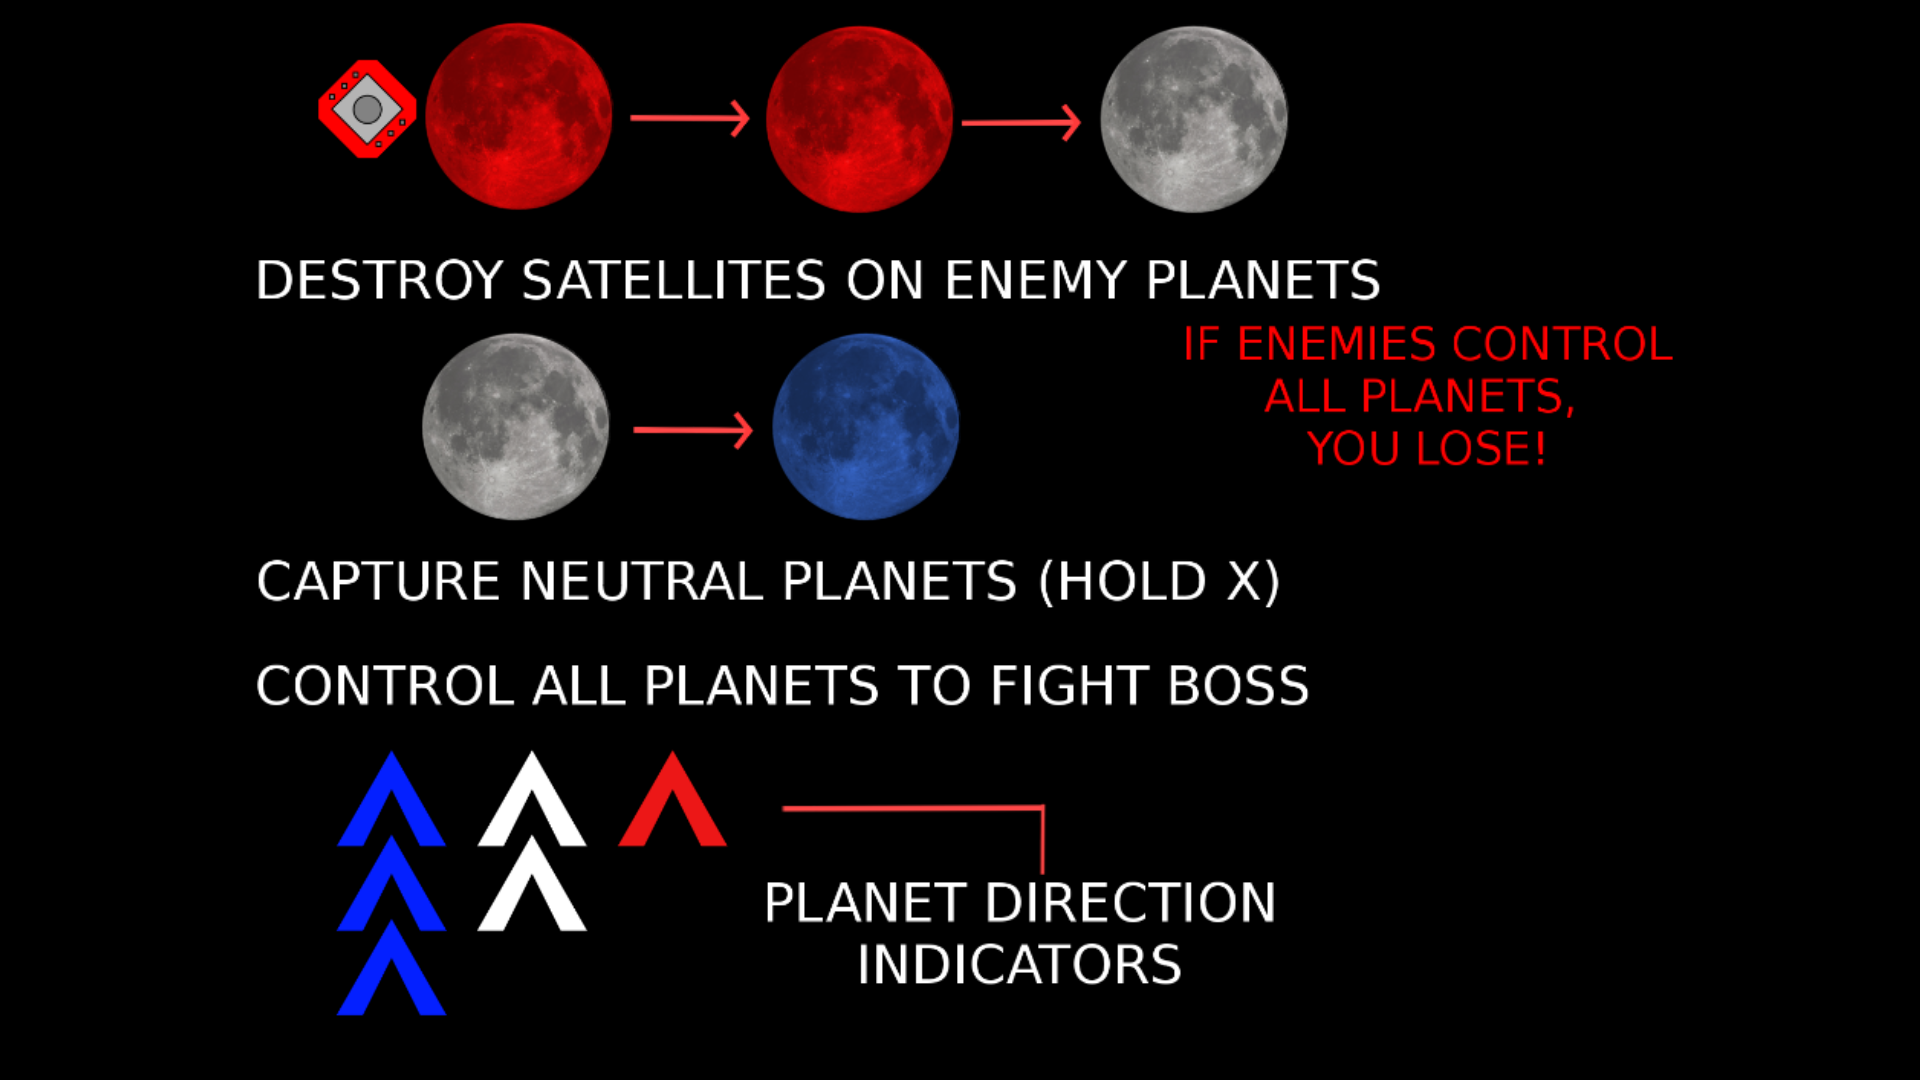 DESTROY SATELLITES ON ENEMY PLANETS
IF ENEMIES CONTROL
ALL PLANETS,
YOU LOSE!
CAPTURE NEUTRAL PLANETS (HOLD X)
CONTROL ALL PLANETS TO FIGHT BOSS
PLANET DIRECTION
INDICATORS